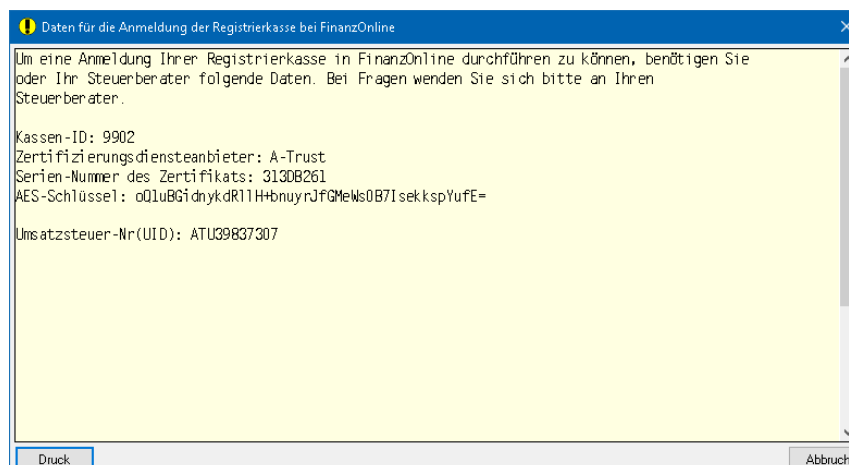 Daten für die Anmeldung der Registrierkasse bei FinanzOnline
Um eine Anmeldung Ihrer Registrierkasse in FinanzOnline durchführen zu können, benötigen Sie
oder Ihr Steuerberater folgende Daten. Bei Fragen wenden Sie sich bitte an Ihren
Steuerberater.
Kassen-ID: 9902
Zertifizierungsdiensteanbieter: A-Trust
Serien-Nummer des Zertifikats: 313DB261
AES-Schlüssel: oQluBGidnykdRllH+bnuyrJfGMeWs0B7IsekkspYufE=
Umsatzsteuer-Nr(UID): ATU39837307
Druck
Abbruch